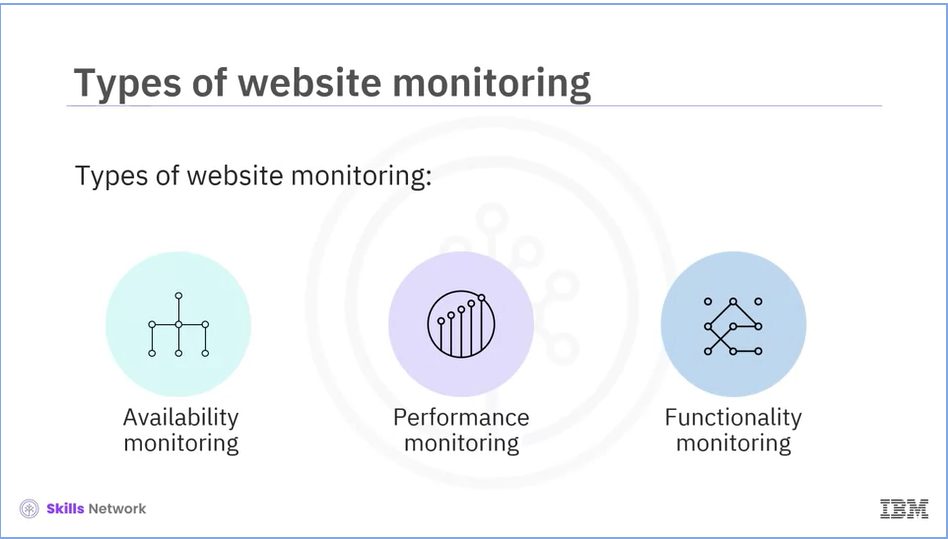 Types of website monitoring
Types of website monitoring:
Availability
monitoring
Performance
monitoring
Functionality
monitoring
Skills Network
IBM